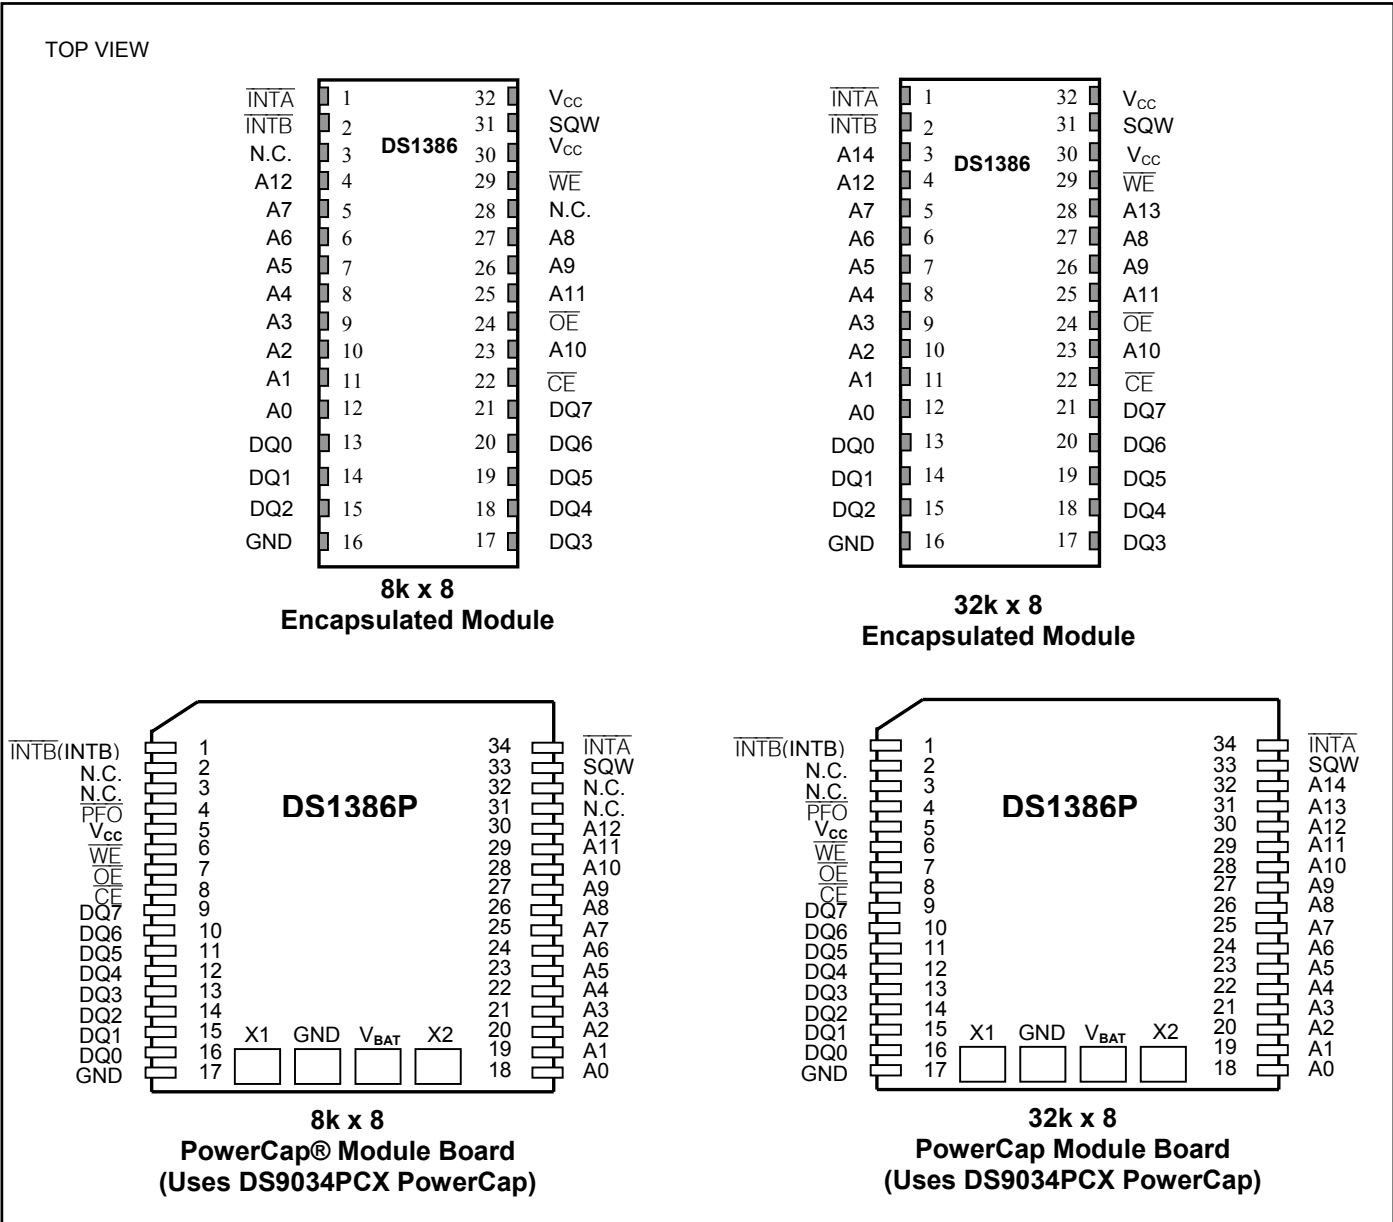 TOP VIEW
INTA 1 32 VCC
INTB 2 31 SQW
N.C. 3 DS1386 30 VCC
A12 4 29 WE
A7 5 28 N.C.
A6 6 27 A8
A5 7 26 A9
A4 8 25 A11
A3 9 24 OE
A2 10 23 A10
A1 11 22 CE
A0 12 21 DQ7
DQ0 13 20 DQ6
DQ1 14 19 DQ5
DQ2 15 18 DQ4
GND 16 17 DQ3
8k x 8
Encapsulated Module
INTA 1 32 VCC
INTB 2 31 SQW
A14 3 DS1386 30 VCC
A12 4 29 WE
A7 5 28 A13
A6 6 27 A8
A5 7 26 A9
A4 8 25 A11
A3 9 24 OE
A2 10 23 A10
A1 11 22 CE
A0 12 21 DQ7
DQ0 13 20 DQ6
DQ1 14 19 DQ5
DQ2 15 18 DQ4
GND 16 17 DQ3
32k x 8
Encapsulated Module
INTB(INTB) 1 34 INTA
N.C. 2 33 SQW
N.C. 3 32 N.C.
PFO 4 DS1386P 31 N.C.
Vcc 5 30 A12
WE 6 29 A11
OE 7 28 A10
CE 8 27 A9
DQ7 9 26 A8
DQ6 10 25 A7
DQ5 11 24 A6
DQ4 12 23 A5
DQ3 13 22 A4
DQ2 14 21 A3
DQ1 15 X1 GND VBAT X2 20 A2
DQ0 16 19 A1
GND 17 18 A0
8k x 8
PowerCap® Module Board
(Uses DS9034PCX PowerCap)
INTB(INTB) 1 34 INTA
N.C. 2 33 SQW
N.C. 3 32 A14
PFO 4 DS1386P 31 A13
Vcc 5 30 A12
WE 6 29 A11
OE 7 28 A10
CE 8 27 A9
DQ7 9 26 A8
DQ6 10 25 A7
DQ5 11 24 A6
DQ4 12 23 A5
DQ3 13 22 A4
DQ2 14 21 A3
DQ1 15 X1 GND VBAT X2 20 A2
DQ0 16 19 A1
GND 17 18 A0
32k x 8
PowerCap Module Board
(Uses DS9034PCX PowerCap)